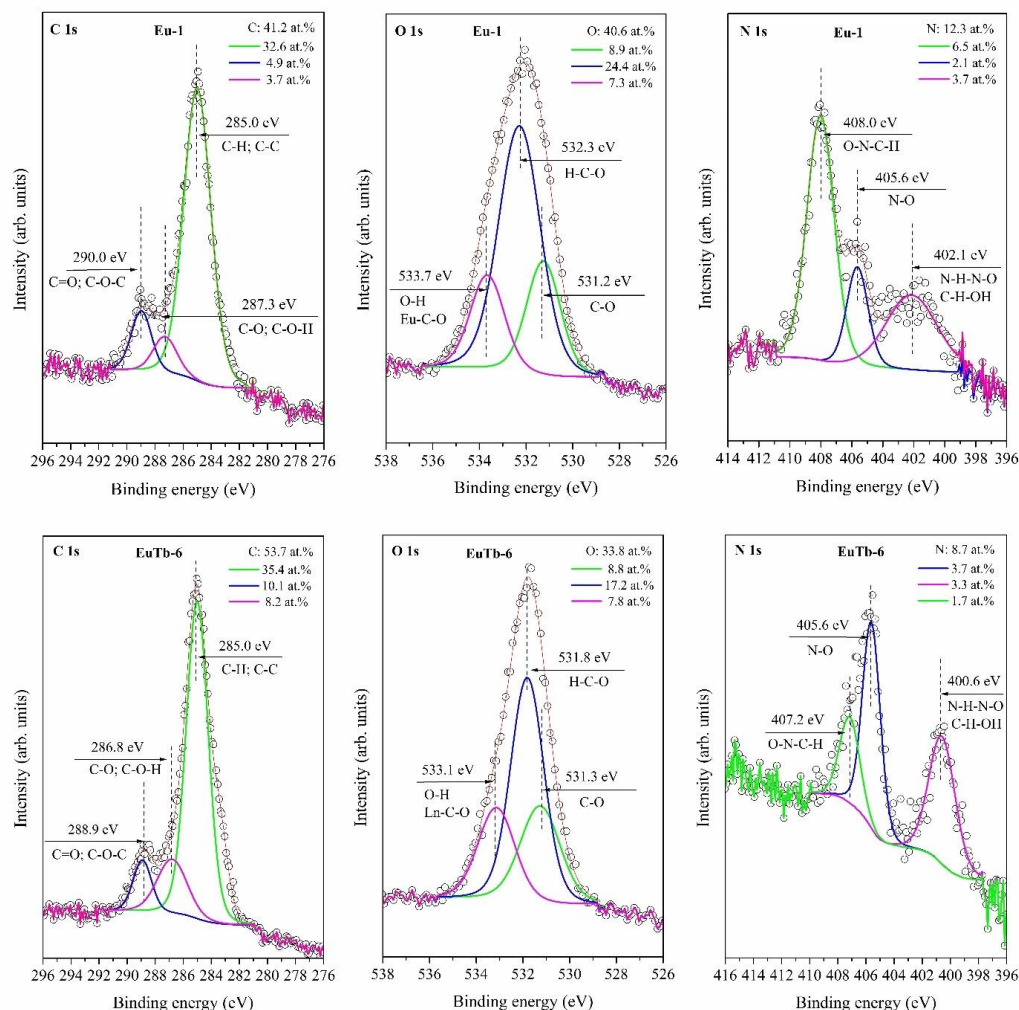 C 1s
Eu-1
C: 41.2 at.%
32.6 at.%
4.9 at.%
3.7 at.%
285.0 eV
C-H; C-C
290.0 eV
C=O; C-O-C
287.3 eV
C-O; C-O-II
Intensity (arb. units)
296 294 292 290 288 286 284 282 280 278 276
Binding energy (eV)
O 1s
Eu-1
O: 40.6 at.%
8.9 at.%
24.4 at.%
7.3 at.%
532.3 eV
H-C-O
533.7 eV
O-H
Eu-C-O
531.2 eV
C-O
Intensity (arb. units)
538 536 534 532 530 528 526
Binding energy (eV)
N 1s
Eu-1
N: 12.3 at.%
6.5 at.%
2.1 at.%
3.7 at.%
408.0 eV
O-N-C-II
405.6 eV
N-O
402.1 eV
N-H-N-O
C-H-OH
Intensity (arb. units)
414 412 410 408 406 404 402 400 398 396
Binding energy (eV)
C 1s
EuTb-6
C: 53.7 at.%
35.4 at.%
10.1 at.%
8.2 at.%
285.0 eV
C-II; C-C
286.8 eV
C-O; C-O-H
288.9 eV
C=O; C-O-C
Intensity (arb. units)
296 294 292 290 288 286 284 282 280 278 276
Binding energy (eV)
O 1s
EuTb-6
O: 33.8 at.%
8.8 at.%
17.2 at.%
7.8 at.%
531.8 eV
H-C-O
533.1 eV
O-H
Ln-C-O
531.3 eV
C-O
Intensity (arb. units)
538 536 534 532 530 528 526
Binding energy (eV)
N 1s
EuTb-6
N: 8.7 at.%
3.7 at.%
3.3 at.%
1.7 at.%
405.6 eV
N-O
400.6 eV
N-H-N-O
C-H-OH
407.2 eV
O-N-C-H
Intensity (arb. units)
416 414 412 410 408 406 404 402 400 398 396
Binding energy (eV)